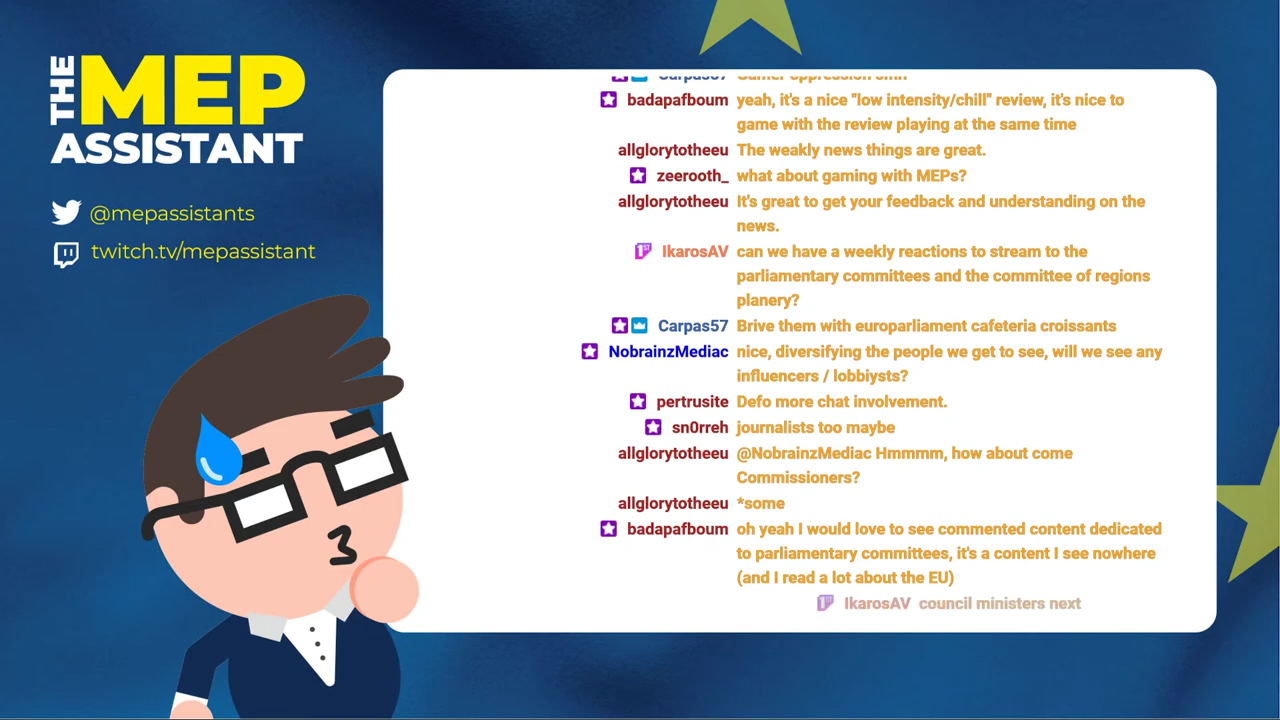 THE MEP
ASSISTANT
@mepassistants
twitch.tv/mepassistant
Carpas57 Gamer oppression smh
badapafboum yeah, it's a nice "low intensity/chill" review, it's nice to
game with the review playing at the same time
allglorytotheeu The weakly news things are great.
zeerooth_ what about gaming with MEPs?
allglorytotheeu It's great to get your feedback and understanding on the
news.
IkarosAV can we have a weekly reactions to stream to the
parliamentary committees and the committee of regions
planery?
Carpas57 Brive them with europarliament cafeteria croissants
NobrainzMediac nice, diversifying the people we get to see, will we see any
influencers / lobbiysts?
pertrusite Defo more chat involvement.
sn0rreh journalists too maybe
allglorytotheeu @NobrainzMediac Hmmmm, how about come
Commissioners?
allglorytotheeu *some
badapafboum oh yeah I would love to see commented content dedicated
to parliamentary committees, it's a content I see nowhere
(and I read a lot about the EU)
1ST IkarosAV council ministers next